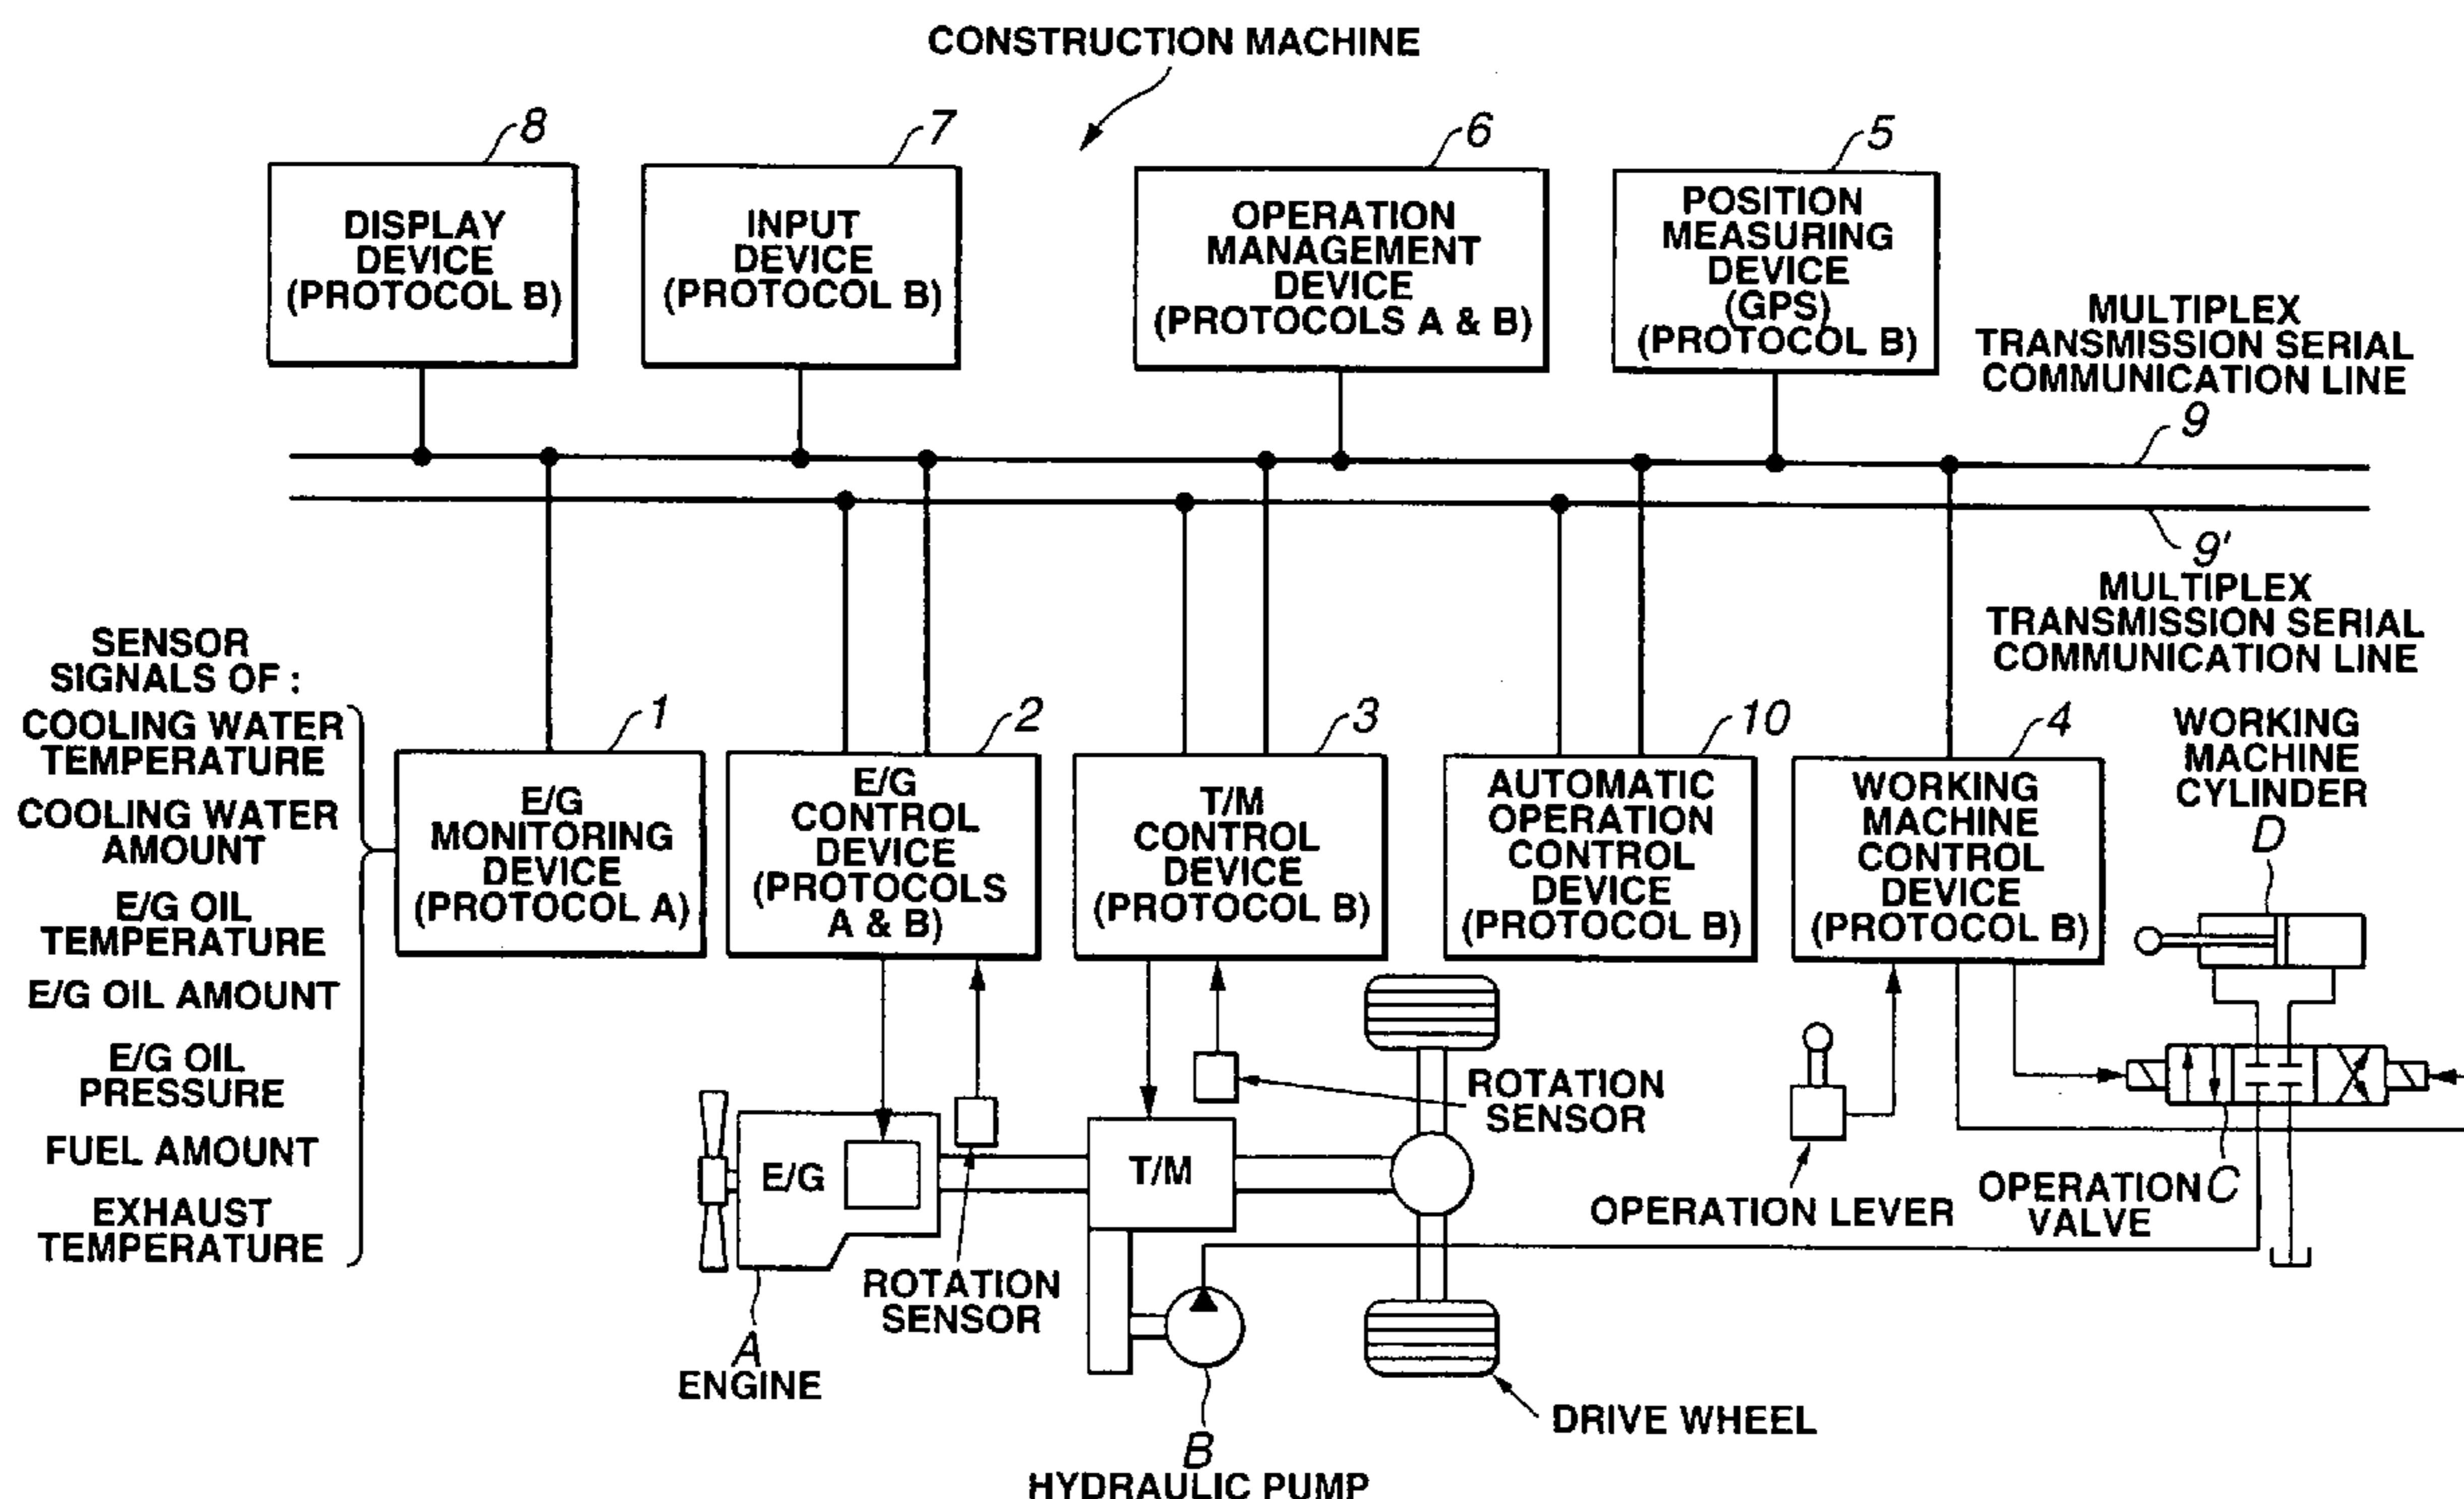 CONSTRUCTION MACHINE
8
DISPLAY
DEVICE
(PROTOCOL B)
7
INPUT
DEVICE
(PROTOCOL B)
6
OPERATION
MANAGEMENT
DEVICE
(PROTOCOLS A & B)
5
POSITION
MEASURING
DEVICE
(GPS)
(PROTOCOL B)
MULTIPLEX
TRANSMISSION SERIAL
COMMUNICATION LINE
9
9'
MULTIPLEX
TRANSMISSION SERIAL
COMMUNICATION LINE
SENSOR
SIGNALS OF :
COOLING WATER
TEMPERATURE
COOLING WATER
AMOUNT
E/G OIL
TEMPERATURE
E/G OIL AMOUNT
E/G OIL
PRESSURE
FUEL AMOUNT
EXHAUST
TEMPERATURE
1
E/G
MONITORING
DEVICE
(PROTOCOL A)
2
E/G
CONTROL
DEVICE
(PROTOCOLS
A & B)
3
T/M
CONTROL
DEVICE
(PROTOCOL B)
10
AUTOMATIC
OPERATION
CONTROL
DEVICE
(PROTOCOL B)
4
WORKING
MACHINE
CONTROL
DEVICE
(PROTOCOL B)
WORKING
MACHINE
CYLINDER
D
E/G
T/M
ROTATION
SENSOR
ROTATION
SENSOR
OPERATION LEVER
OPERATION
VALVE
C
A
ENGINE
B
HYDRAULIC PUMP
DRIVE WHEEL